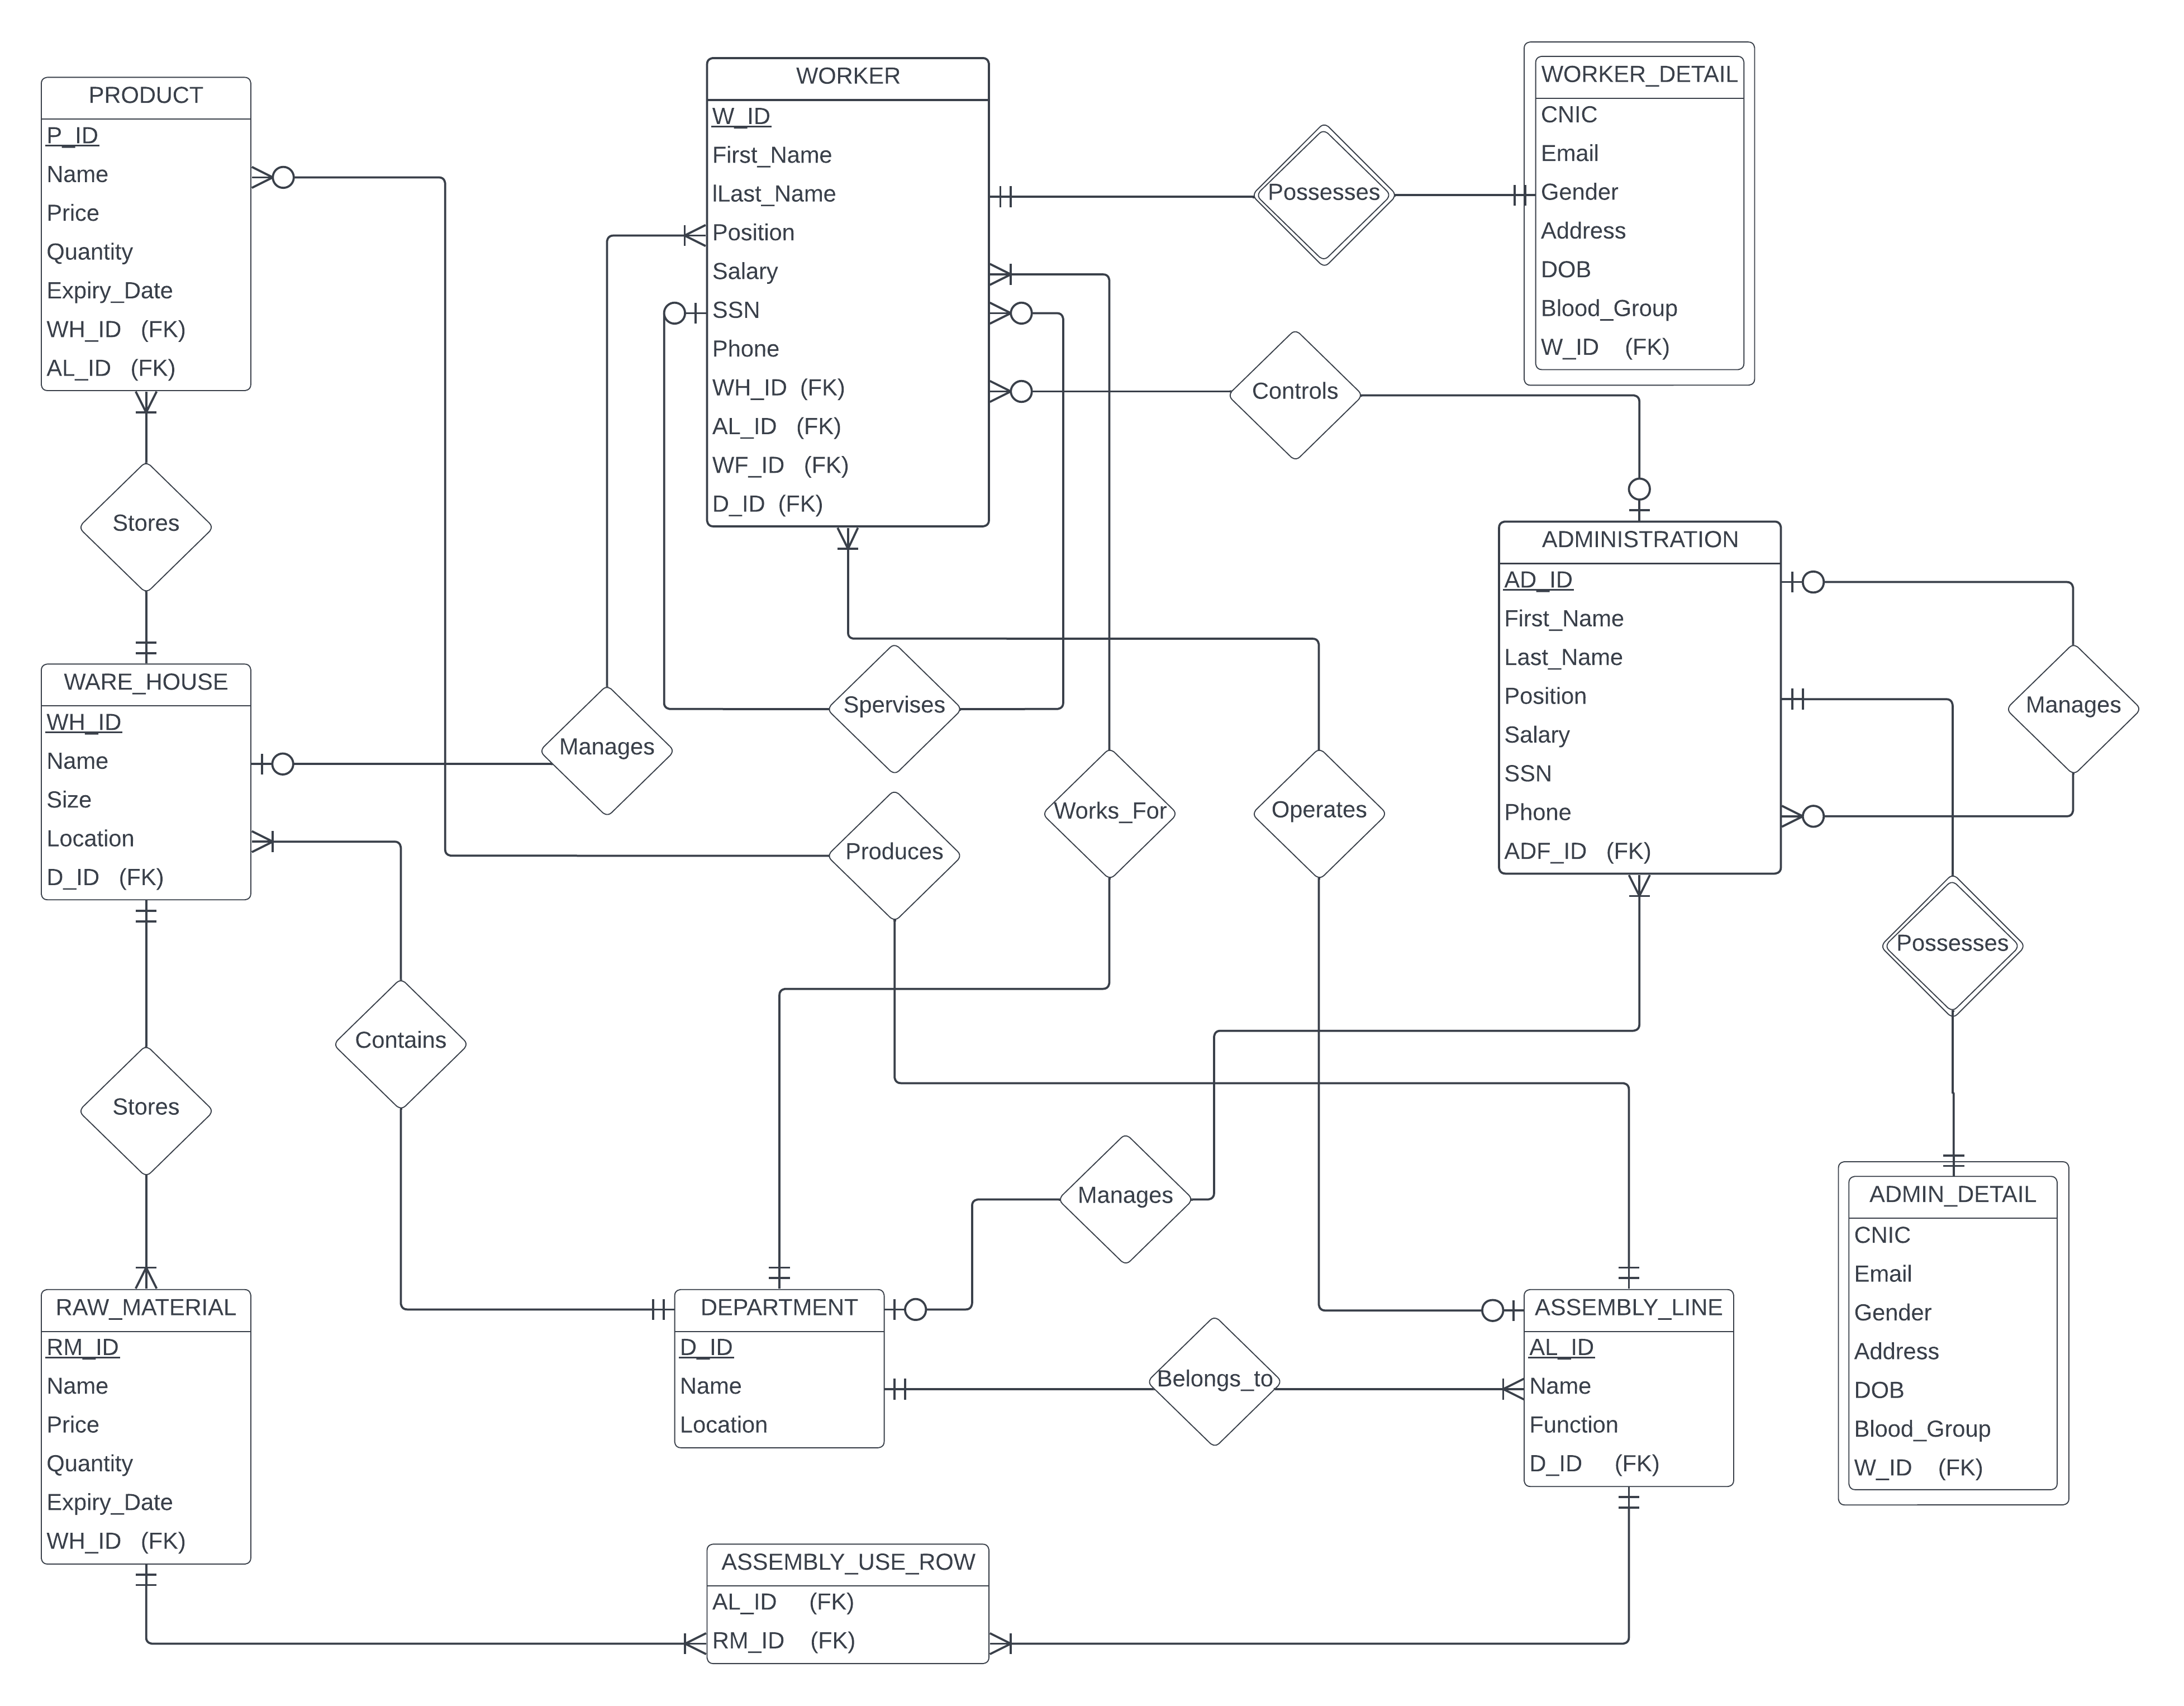 PRODUCT
P_ID
Name
Price
Quantity
Expiry_Date
WH_ID (FK)
AL_ID (FK)
WORKER
W_ID
First_Name
lLast_Name
Position
Salary
SSN
Phone
WH_ID (FK)
AL_ID (FK)
WF_ID (FK)
D_ID (FK)
Possesses
WORKER_DETAIL
CNIC
Email
Gender
Address
DOB
Blood_Group
W_ID (FK)
Controls
Stores
ADMINISTRATION
AD_ID
First_Name
Last_Name
Position
Salary
SSN
Phone
ADF_ID (FK)
Manages
WARE_HOUSE
WH_ID
Name
Size
Location
D_ID (FK)
Manages
Spervises
Produces
Works_For
Operates
Possesses
Contains
Stores
Manages
ADMIN_DETAIL
CNIC
Email
Gender
Address
DOB
Blood_Group
W_ID (FK)
RAW_MATERIAL
RM_ID
Name
Price
Quantity
Expiry_Date
WH_ID (FK)
DEPARTMENT
D_ID
Name
Location
Belongs_to
ASSEMBLY_LINE
AL_ID
Name
Function
D_ID (FK)
ASSEMBLY_USE_ROW
AL_ID (FK)
RM_ID (FK)